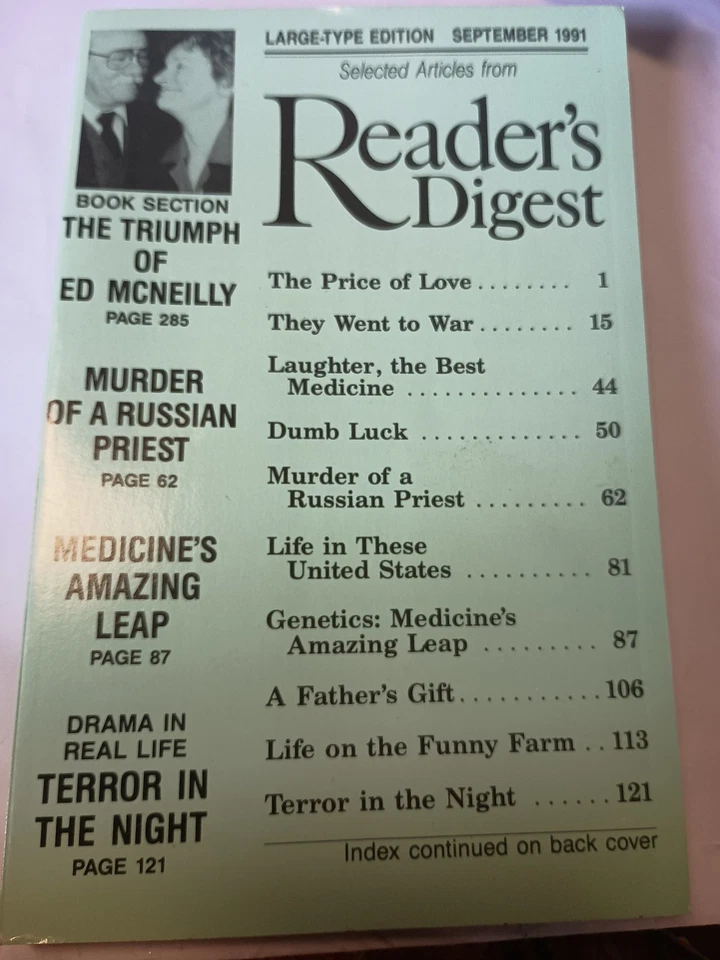 LARGE-TYPE EDITION SEPTEMBER 1991
Selected Articles from
Reader's
Digest
BOOK SECTION
THE TRIUMPH
OF
ED MCNEILLY
PAGE 285
MURDER
OF A RUSSIAN
PRIEST
PAGE 62
MEDICINE'S
AMAZING
LEAP
PAGE 87
DRAMA IN
REAL LIFE
TERROR IN
THE NIGHT
PAGE 121
The Price of Love ........ 1
They Went to War ........ 15
Laughter, the Best
Medicine .............. 44
Dumb Luck ............. 50
Murder of a
Russian Priest ......... 62
Life in These
United States .......... 81
Genetics: Medicine's
Amazing Leap ......... 87
A Father's Gift ........... 106
Life on the Funny Farm .. 113
Terror in the Night ...... 121
Index continued on back cover